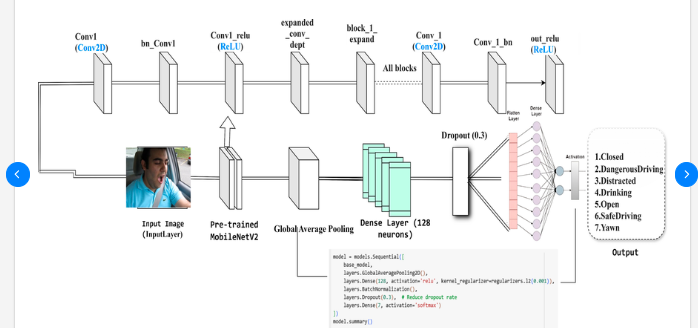 Conv1
(Conv2D)
bn_Conv1
Conv1_relu
(ReLU)
expanded
_conv_
dept
block_1_
expand
All blocks
Conv_1
(Conv2D)
Conv_1_bn
out_relu
(ReLU)
Input Image
(InputLayer)
Pre-trained
MobileNetV2
Global Average Pooling
Dense Layer (128
neurons)
Dropout (0.3)
Flatten
Layer
Dense
Layer
Activation
1.Closed
2.DangerousDriving
3.Distracted
4.Drinking
5.Open
6.SafeDriving
7.Yawn
Output
model = models.Sequential([
base_model,
layers.GlobalAveragePooling2D(),
layers.Dense(128, activation='relu', kernel_regularizer=regularizers.l2(0.001)),
layers.BatchNormalization(),
layers.Dropout(0.3), # Reduce dropout rate
layers.Dense(7, activation='softmax')
])
model.summary()